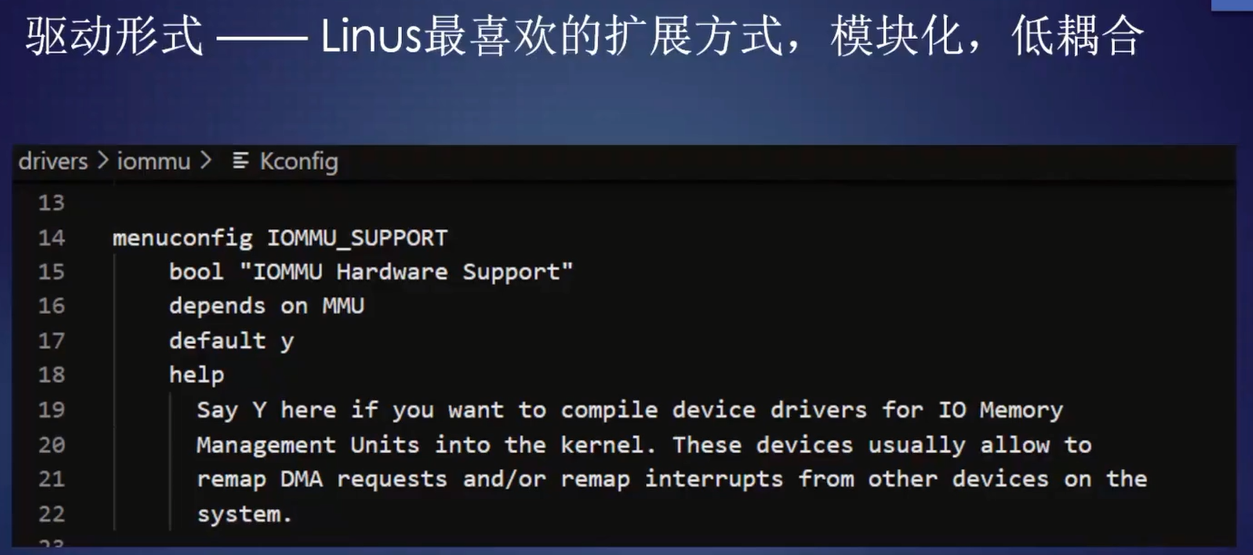 驱动形式 —— Linus最喜欢的扩展方式，模块化，低耦合
drivers > iommu > Kconfig
13
14 menuconfig IOMMU_SUPPORT
15 bool "IOMMU Hardware Support"
16 depends on MMU
17 default y
18 help
19 Say Y here if you want to compile device drivers for IO Memory
20 Management Units into the kernel. These devices usually allow to
21 remap DMA requests and/or remap interrupts from other devices on the
22 system.
23